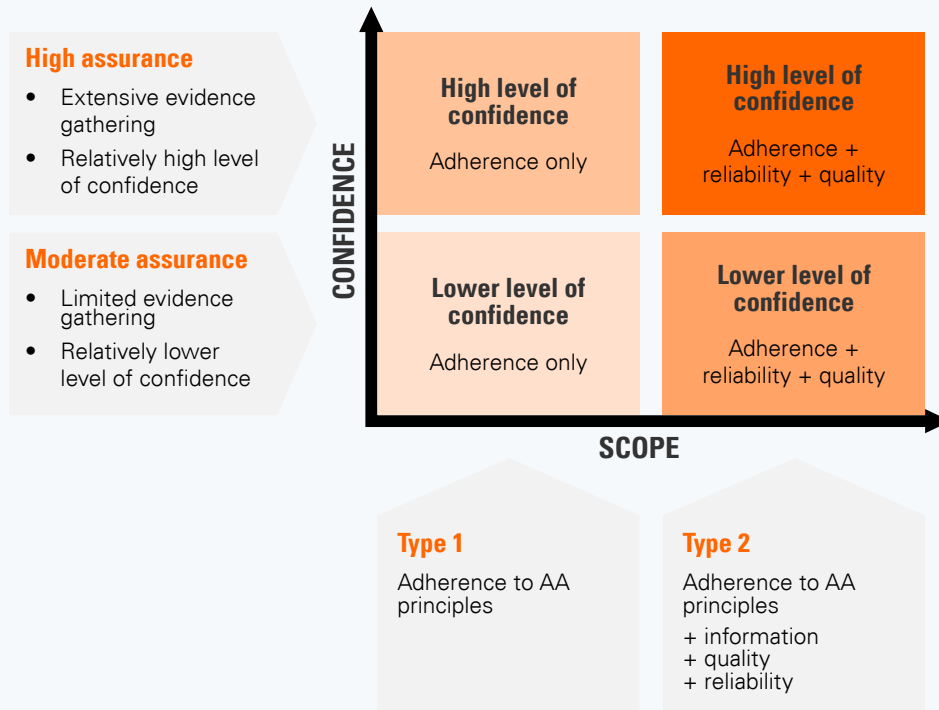 High assurance
• Extensive evidence
gathering
• Relatively high level
of confidence
Moderate assurance
• Limited evidence
gathering
• Relatively lower
level of confidence
CONFIDENCE
High level of
confidence
Adherence only
High level of
confidence
Adherence +
reliability + quality
Lower level of
confidence
Adherence only
Lower level of
confidence
Adherence +
reliability + quality
SCOPE
Type 1
Adherence to AA
principles
Type 2
Adherence to AA
principles
+ information
+ quality
+ reliability